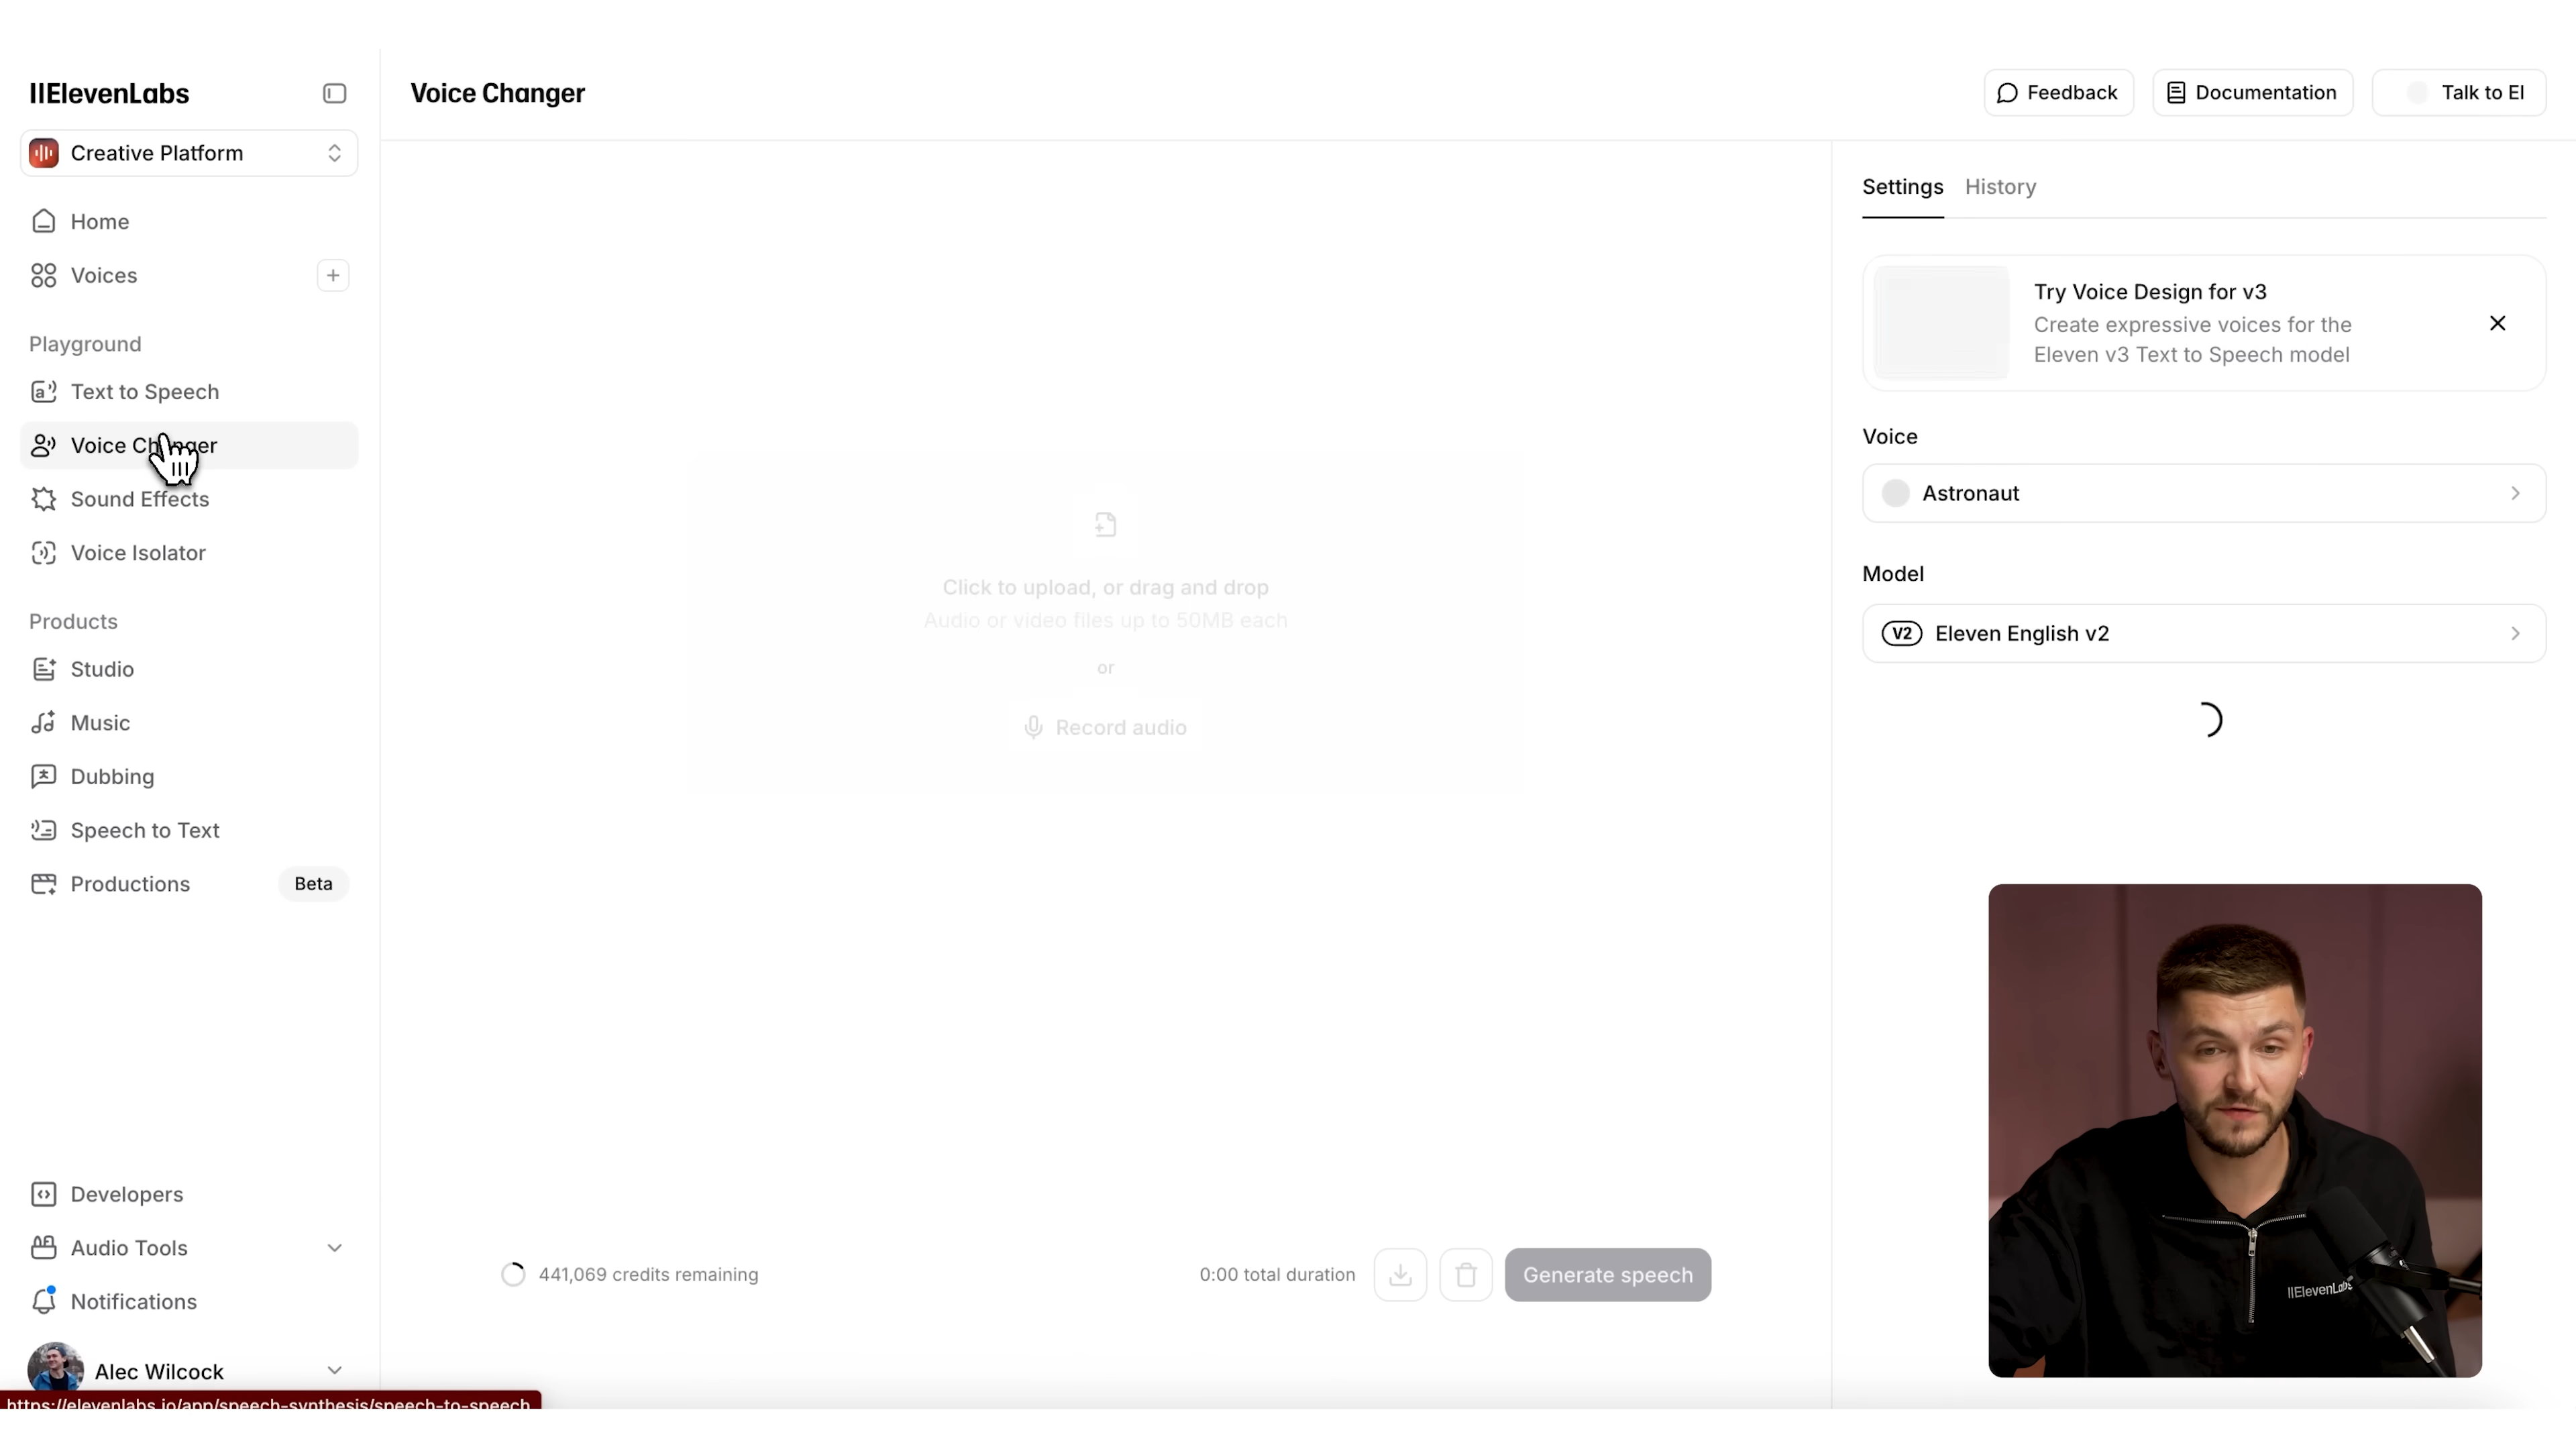 IIElevenLabs
Creative Platform
Home
Voices
Playground
Text to Speech
Voice Changer
Sound Effects
Voice Isolator
Products
Studio
Music
Dubbing
Speech to Text
Productions
Beta
Developers
Audio Tools
Notifications
Alec Wilcock
https://elevenlabs.io/app/speech-synthesis/speech-to-speech
Voice Changer
Feedback
Documentation
Talk to El
Click to upload, or drag and drop
Audio or video files up to 50MB each
or
Record audio
441,069 credits remaining
0:00 total duration
Generate speech
Settings
History
Try Voice Design for v3
Create expressive voices for the
Eleven v3 Text to Speech model
Voice
Astronaut
Model
V2 Eleven English v2
IIElevenLabs